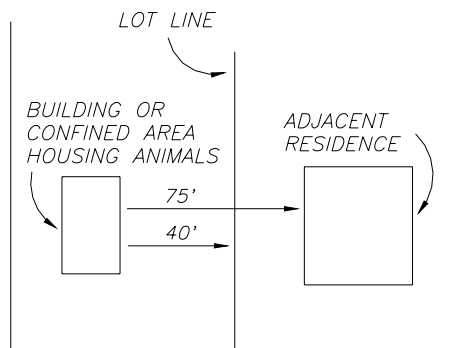 LOT LINE
BUILDING OR
CONFINED AREA
HOUSING ANIMALS
ADJACENT
RESIDENCE
75'
40'